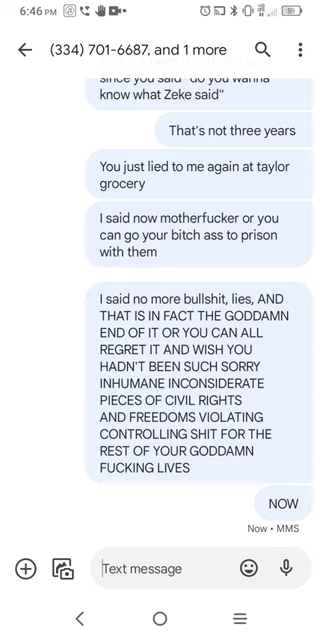 6:46 PM
59
(334) 701-6687, and 1 more
since you said "do you wanna
know what Zeke said"
That's not three years
You just lied to me again at taylor
grocery
I said now motherfucker or you
can go your bitch ass to prison
with them
I said no more bullshit, lies, AND
THAT IS IN FACT THE GODDAMN
END OF IT OR YOU CAN ALL
REGRET IT AND WISH YOU
HADN'T BEEN SUCH SORRY
INHUMANE INCONSIDERATE
PIECES OF CIVIL RIGHTS
AND FREEDOMS VIOLATING
CONTROLLING SHIT FOR THE
REST OF YOUR GODDAMN
FUCKING LIVES
NOW
Now • MMS
Text message